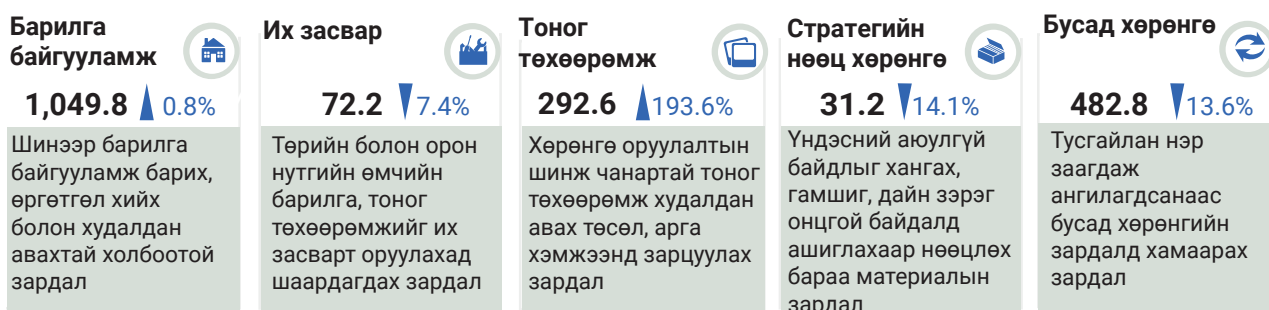 Барилга
байгууламж
1,049.8 0.8%
Шинээр барилга
байгууламж барих,
өргөтгөл хийх
болон худалдан
авахтай холбоотой
зардал
Их засвар
72.2 7.4%
Төрийн болон орон
нутгийн өмчийн
барилга, тоног
төхөөрөмжийг их
засварт оруулахад
шаардагдах зардал
Тоног
төхөөрөмж
292.6 193.6%
Хөрөнгө оруулалтын
шинж чанартай тоног
төхөөрөмж худалдан
авах төсөл, арга
хэмжээнд зарцуулах
зардал
Стратегийн
нөөц хөрөнгө
31.2 14.1%
Үндэсний аюулгүй
байдлыг хангах,
гамшиг, дайн зэрэг
онцгой байдалд
ашиглахаар нөөцлөх
бараа материалын
зардал
Бусад хөрөнгө
482.8 13.6%
Тусгайлан нэр
заагдаж
ангилагдсанаас
бусад хөрөнгийн
зардалд хамаарах
зардал